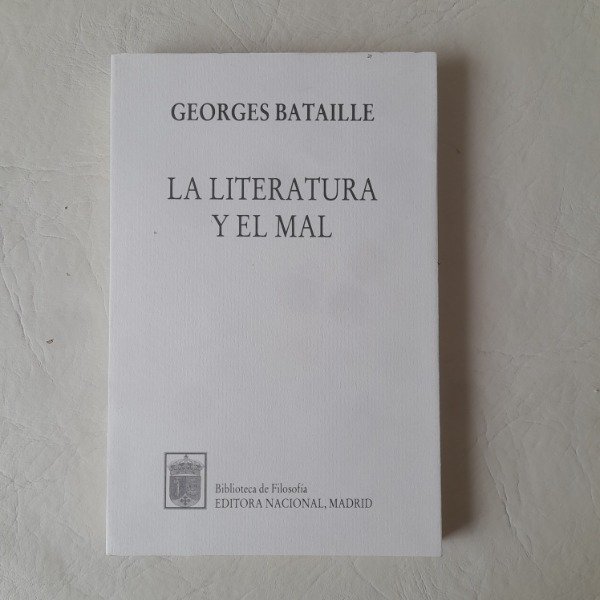 GEORGES BATAILLE
LA LITERATURA
Y EL MAL
Biblioteca de Filosofía
EDITORA NACIONAL, MADRID